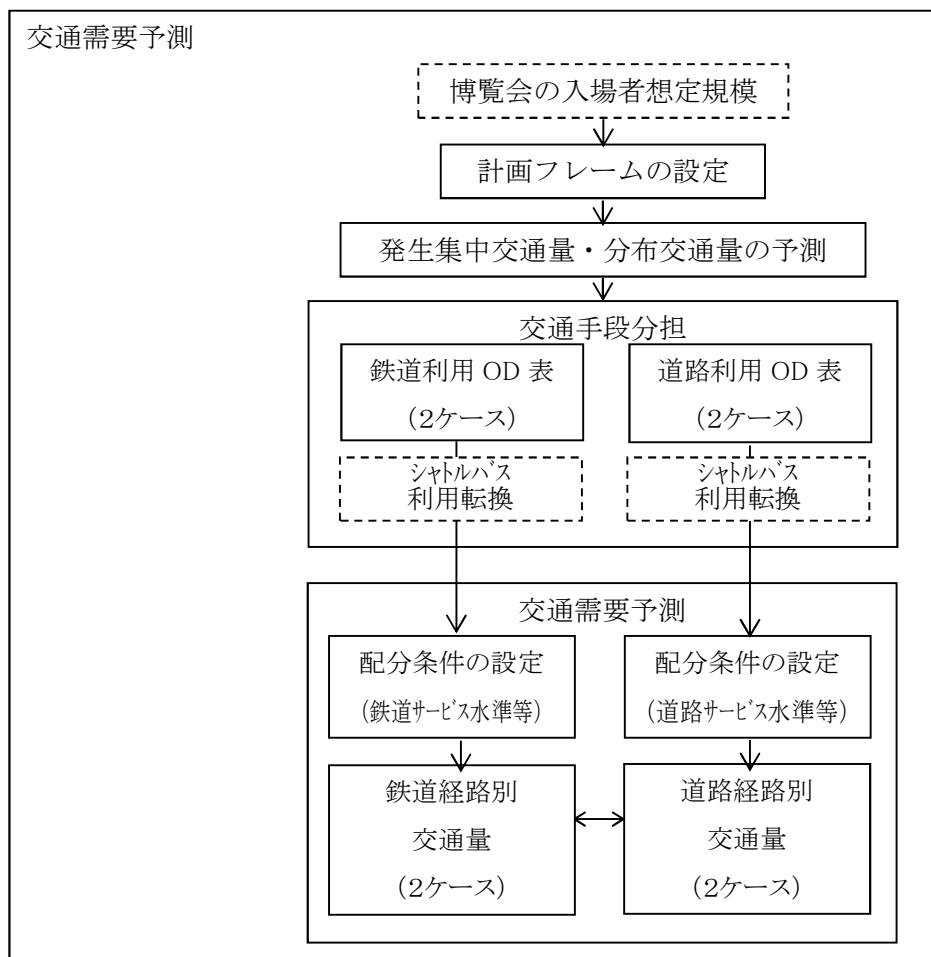 交通需要予測
博覧会の入場者想定規模
計画フレームの設定
発生集中交通量・分布交通量の予測
交通手段分担
鉄道利用 OD 表
(2ケース)
道路利用 OD 表
(2ケース)
シャトルバス
利用転換
シャトルバス
利用転換
交通需要予測
配分条件の設定
(鉄道サービス水準等)
配分条件の設定
(道路サービス水準等)
鉄道経路別
交通量
(2ケース)
道路経路別
交通量
(2ケース)